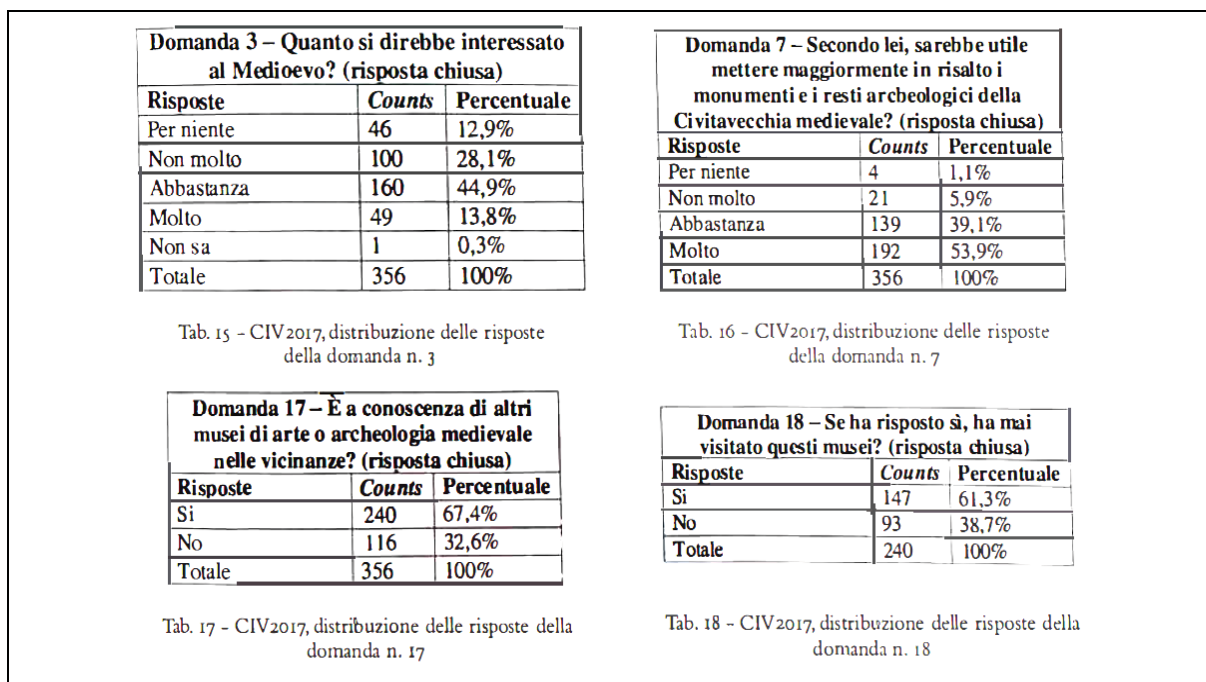 Domanda 3 – Quanto si direbbe interessato
al Medioevo? (risposta chiusa)
Risposte Counts Percentuale
Per niente 46 12,9%
Non molto 100 28,1%
Abbastanza 160 44,9%
Molto 49 13,8%
Non sa 1 0,3%
Totale 356 100%
Tab. 15 – CIV2017, distribuzione delle risposte
della domanda n. 3
Domanda 7 – Secondo lei, sarebbe utile
mettere maggiormente in risalto i
monumenti e i resti archeologici della
Civitavecchia medievale? (risposta chiusa)
Risposte Counts Percentuale
Per niente 4 1,1%
Non molto 21 5,9%
Abbastanza 139 39,1%
Molto 192 53,9%
Totale 356 100%
Tab. 16 – CIV2017, distribuzione delle risposte
della domanda n. 7
Domanda 17 – È a conoscenza di altri
musei di arte o archeologia medievale
nelle vicinanze? (risposta chiusa)
Risposte Counts Percentuale
Si 240 67,4%
No 116 32,6%
Totale 356 100%
Tab. 17 – CIV2017, distribuzione delle risposte della
domanda n. 17
Domanda 18 – Se ha risposto sì, ha mai
visitato questi musei? (risposta chiusa)
Risposte Counts Percentuale
Si 147 61,3%
No 93 38,7%
Totale 240 100%
Tab. 18 – CIV2017, distribuzione delle risposte della
domanda n. 18